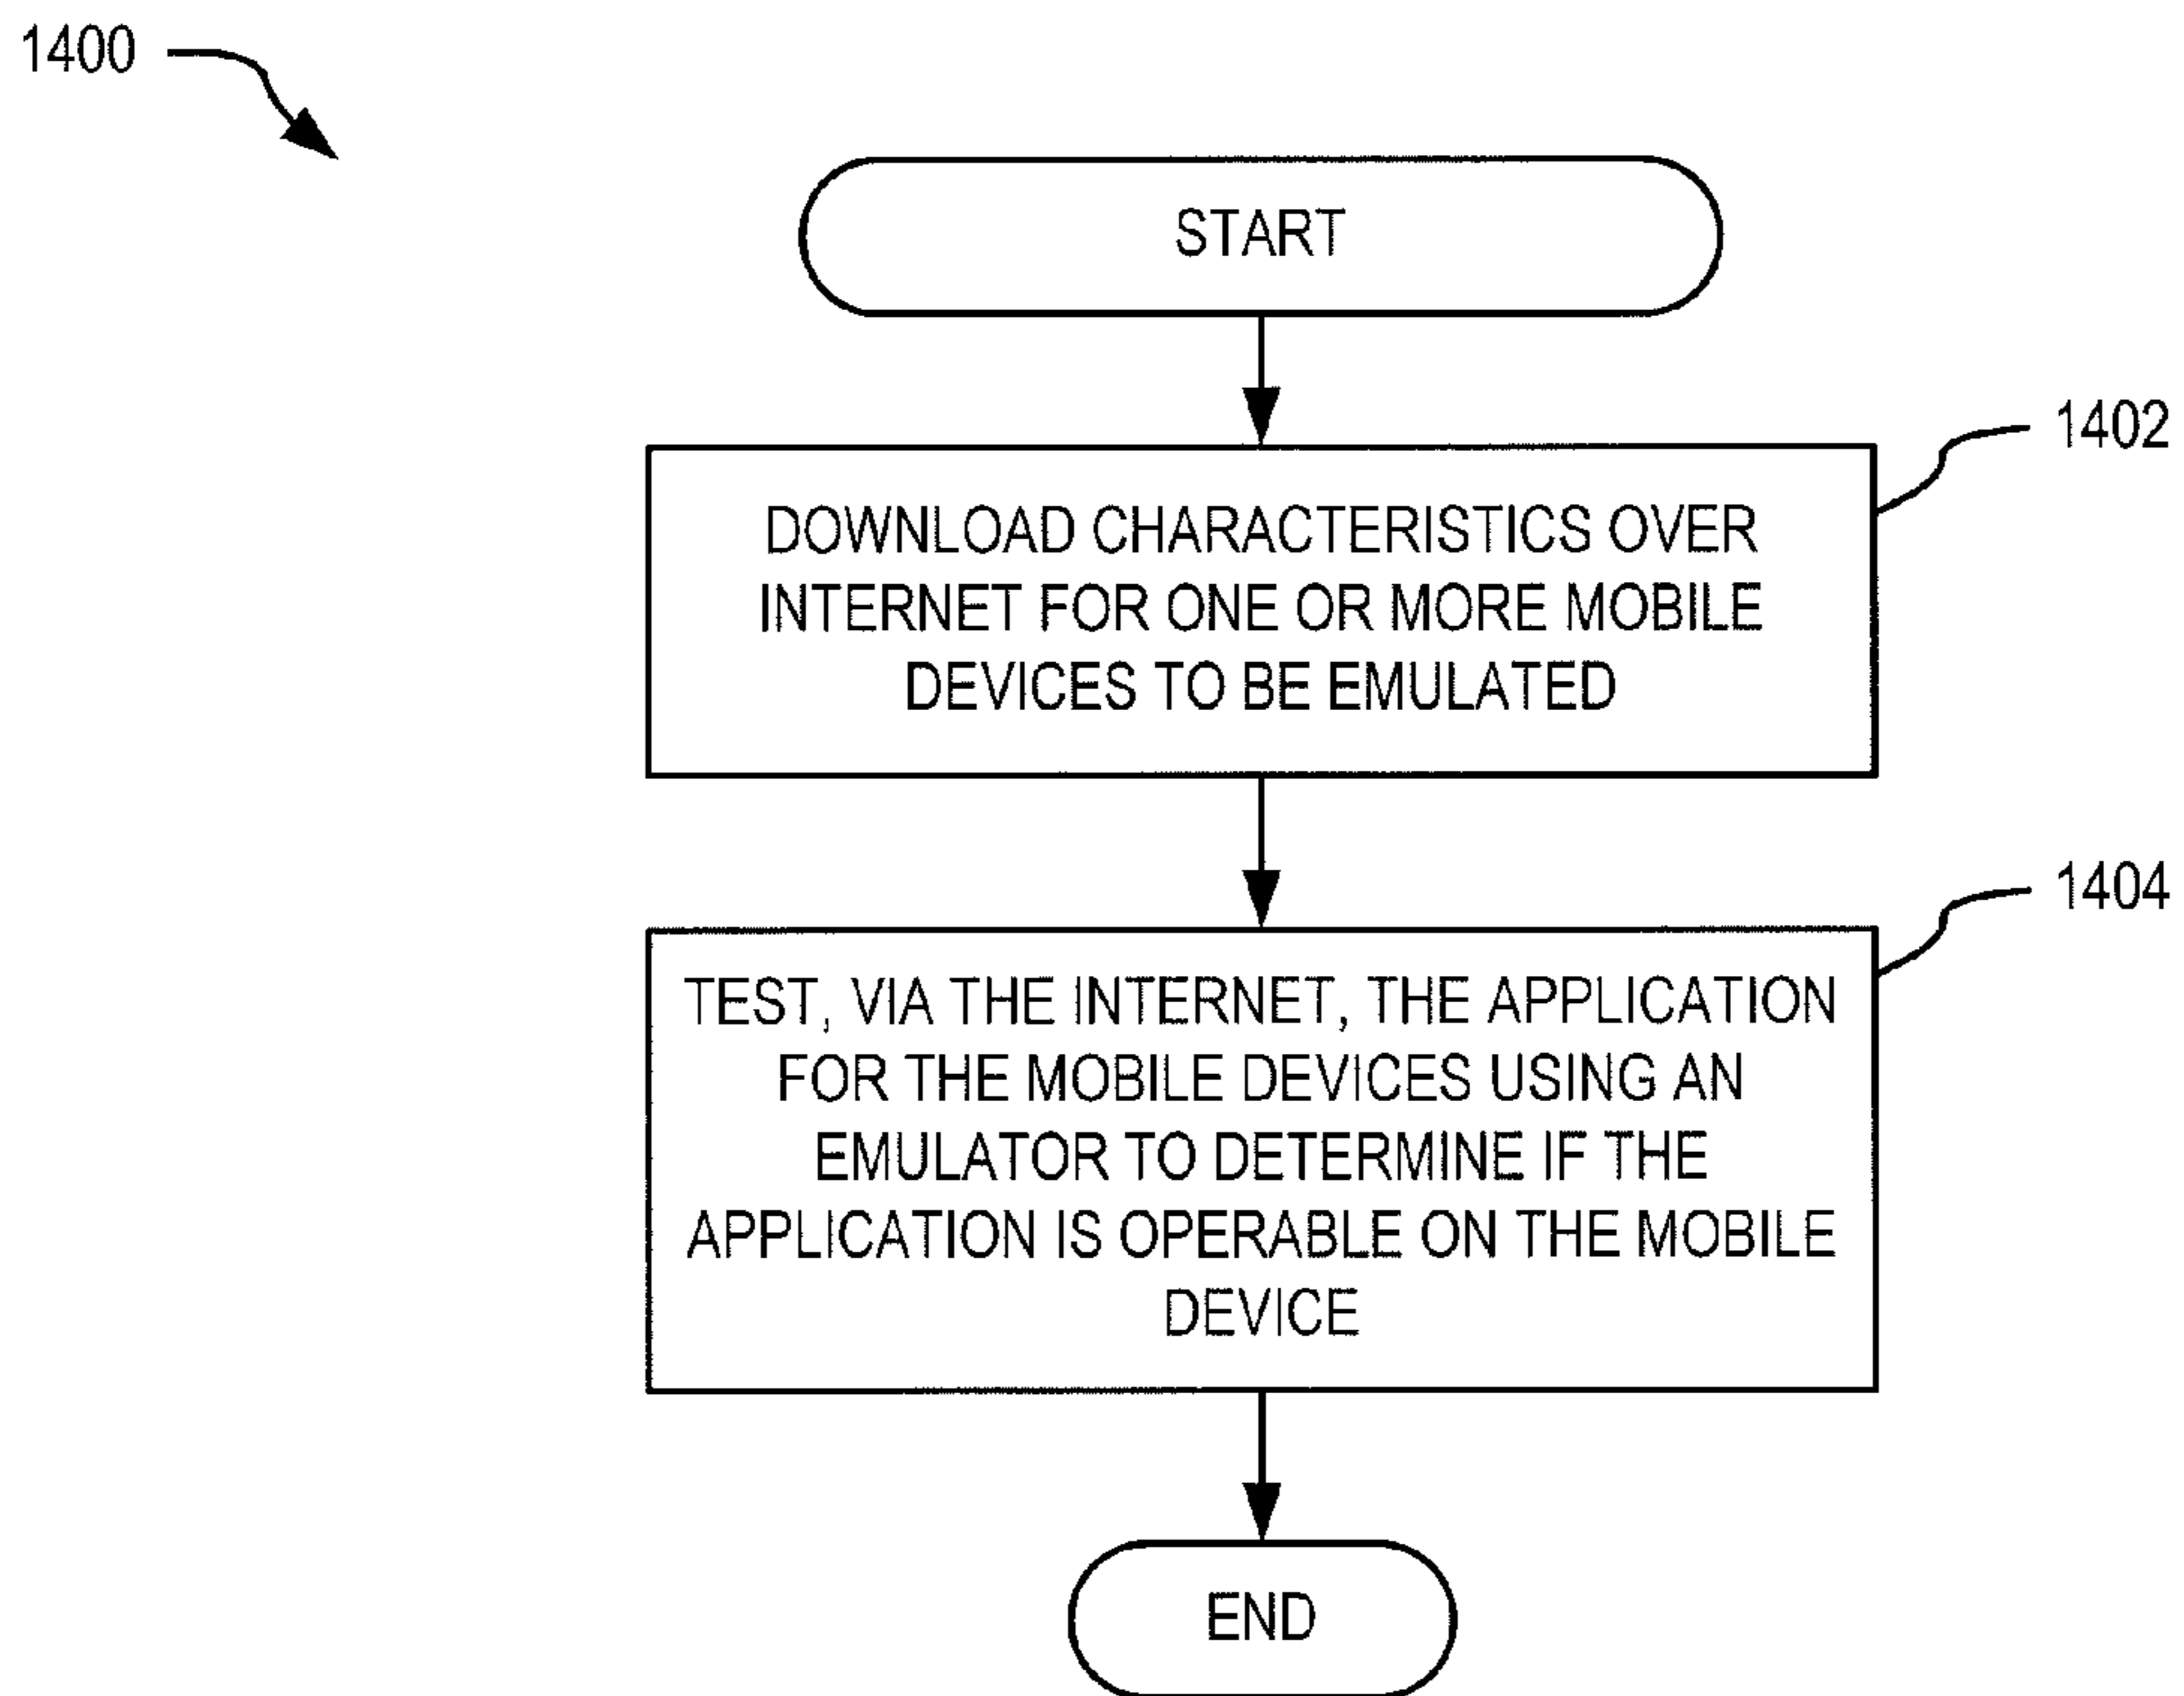 1400
START
1402
DOWNLOAD CHARACTERISTICS OVER
INTERNET FOR ONE OR MORE MOBILE
DEVICES TO BE EMULATED
1404
TEST, VIA THE INTERNET, THE APPLICATION
FOR THE MOBILE DEVICES USING AN
EMULATOR TO DETERMINE IF THE
APPLICATION IS OPERABLE ON THE MOBILE
DEVICE
END